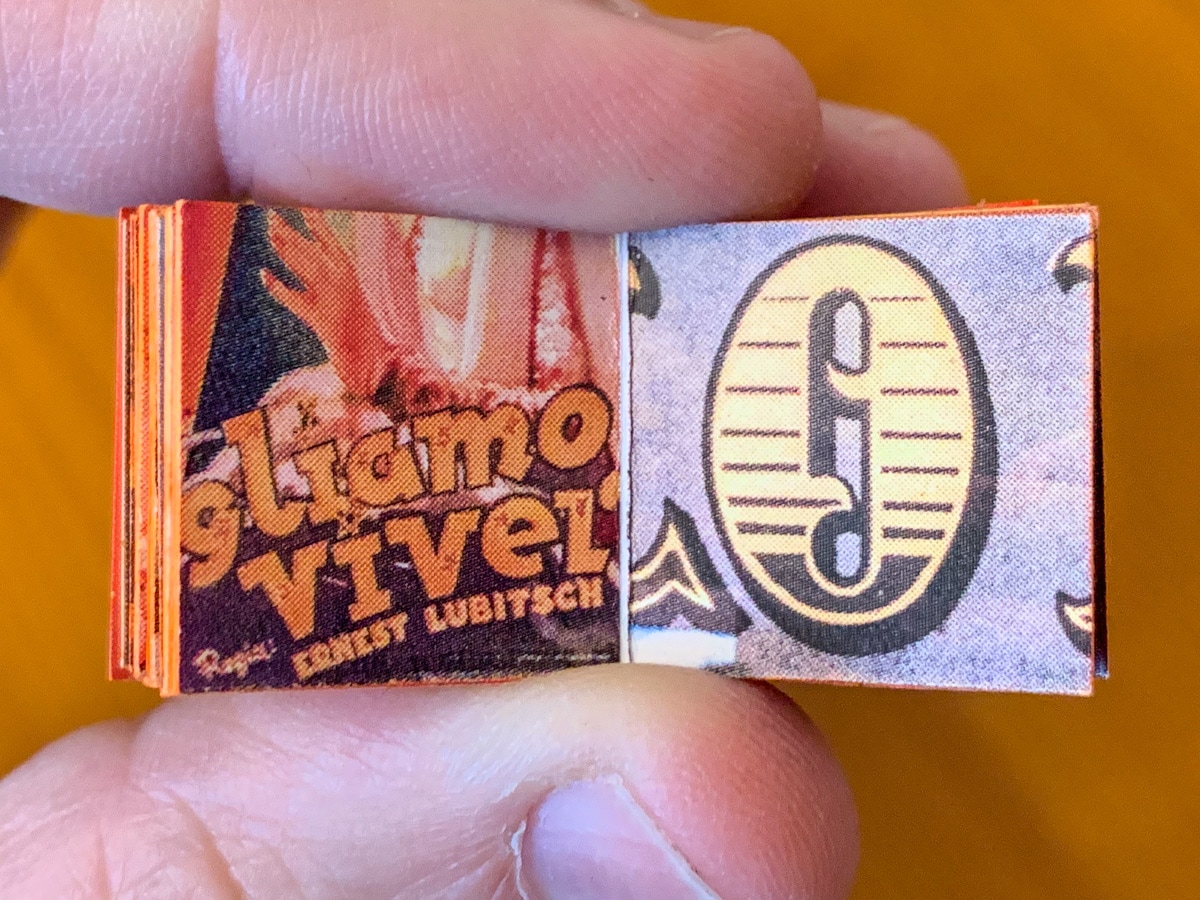 gliamo
VIVEL
Regia:
ERNEST LUBITSCH